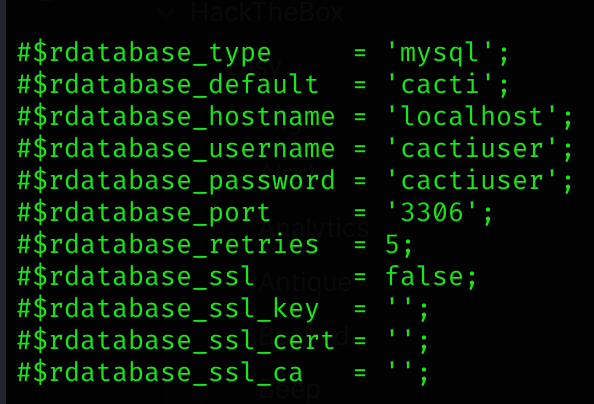 HackTheBox
#$rdatabase_type     = 'mysql';
#$rdatabase_default  = 'cacti';
#$rdatabase_hostname = 'localhost';
#$rdatabase_username = 'cactiuser';
#$rdatabase_password = 'cactiuser';
#$rdatabase_port     = '3306';
Analytics
#$rdatabase_retries  = 5;
#$rdatabase_ssl      = false;
Antique
#$rdatabase_ssl_key  = '';
#$rdatabase_ssl_cert = '';
#$rdatabase_ssl_ca   = '';
Beep